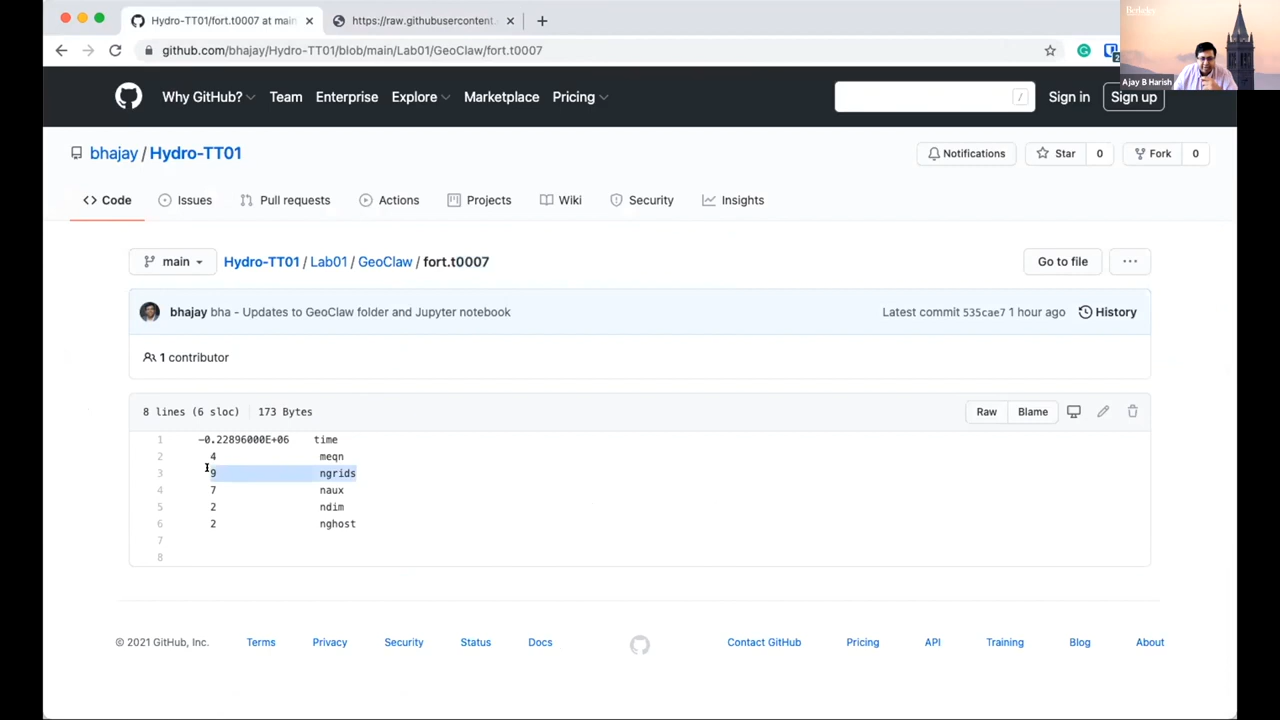 Hydro-TT01/fort.t0007 at main
https://raw.githubusercontent.
github.com/bhajay/Hydro-TT01/blob/main/Lab01/GeoClaw/fort.t0007
2
Berkeley
Ajay B Harish
Why GitHub? Team Enterprise Explore Marketplace Pricing
/
Sign in Sign up
bhajay / Hydro-TT01
Notifications Star 0 Fork 0
<> Code Issues Pull requests Actions Projects Wiki Security Insights
main Hydro-TT01 / Lab01 / GeoClaw / fort.t0007 Go to file ...
bhajay bha - Updates to GeoClaw folder and Jupyter notebook Latest commit 535cae7 1 hour ago History
1 contributor
8 lines (6 sloc) 173 Bytes Raw Blame
1 -0.22896000E+06 time
2 4 meqn
3 9 ngrids
4 7 naux
5 2 ndim
6 2 nghost
7
8
© 2021 GitHub, Inc. Terms Privacy Security Status Docs Contact GitHub Pricing API Training Blog About